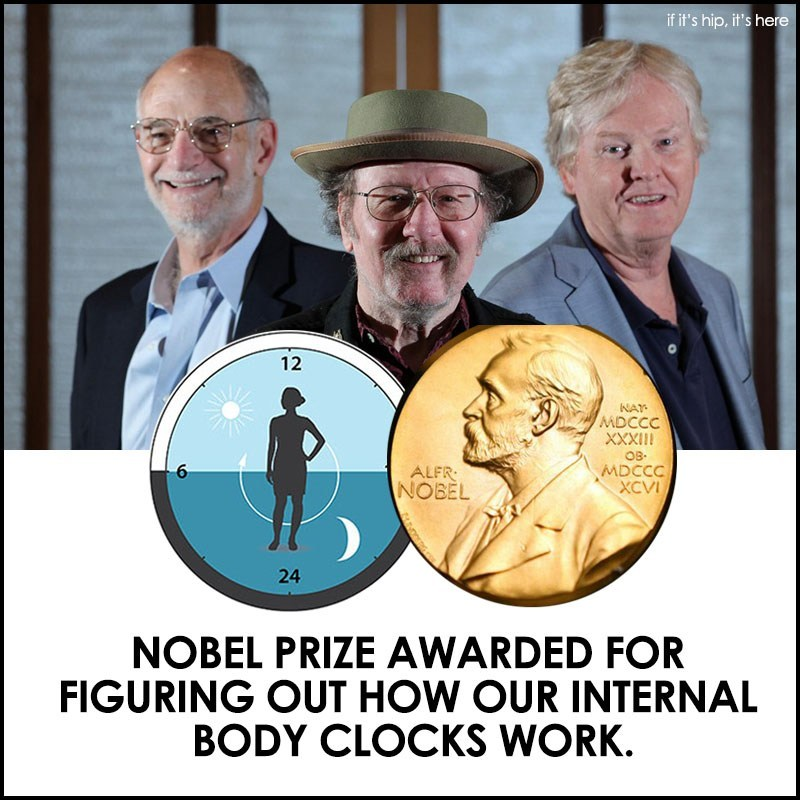 if it's hip, it's here
12
6
24
ALFR·
NOBEL
NAT·
MDCCC
XXXIII
OB·
MDCCC
XCVI
NOBEL PRIZE AWARDED FOR
FIGURING OUT HOW OUR INTERNAL
BODY CLOCKS WORK.